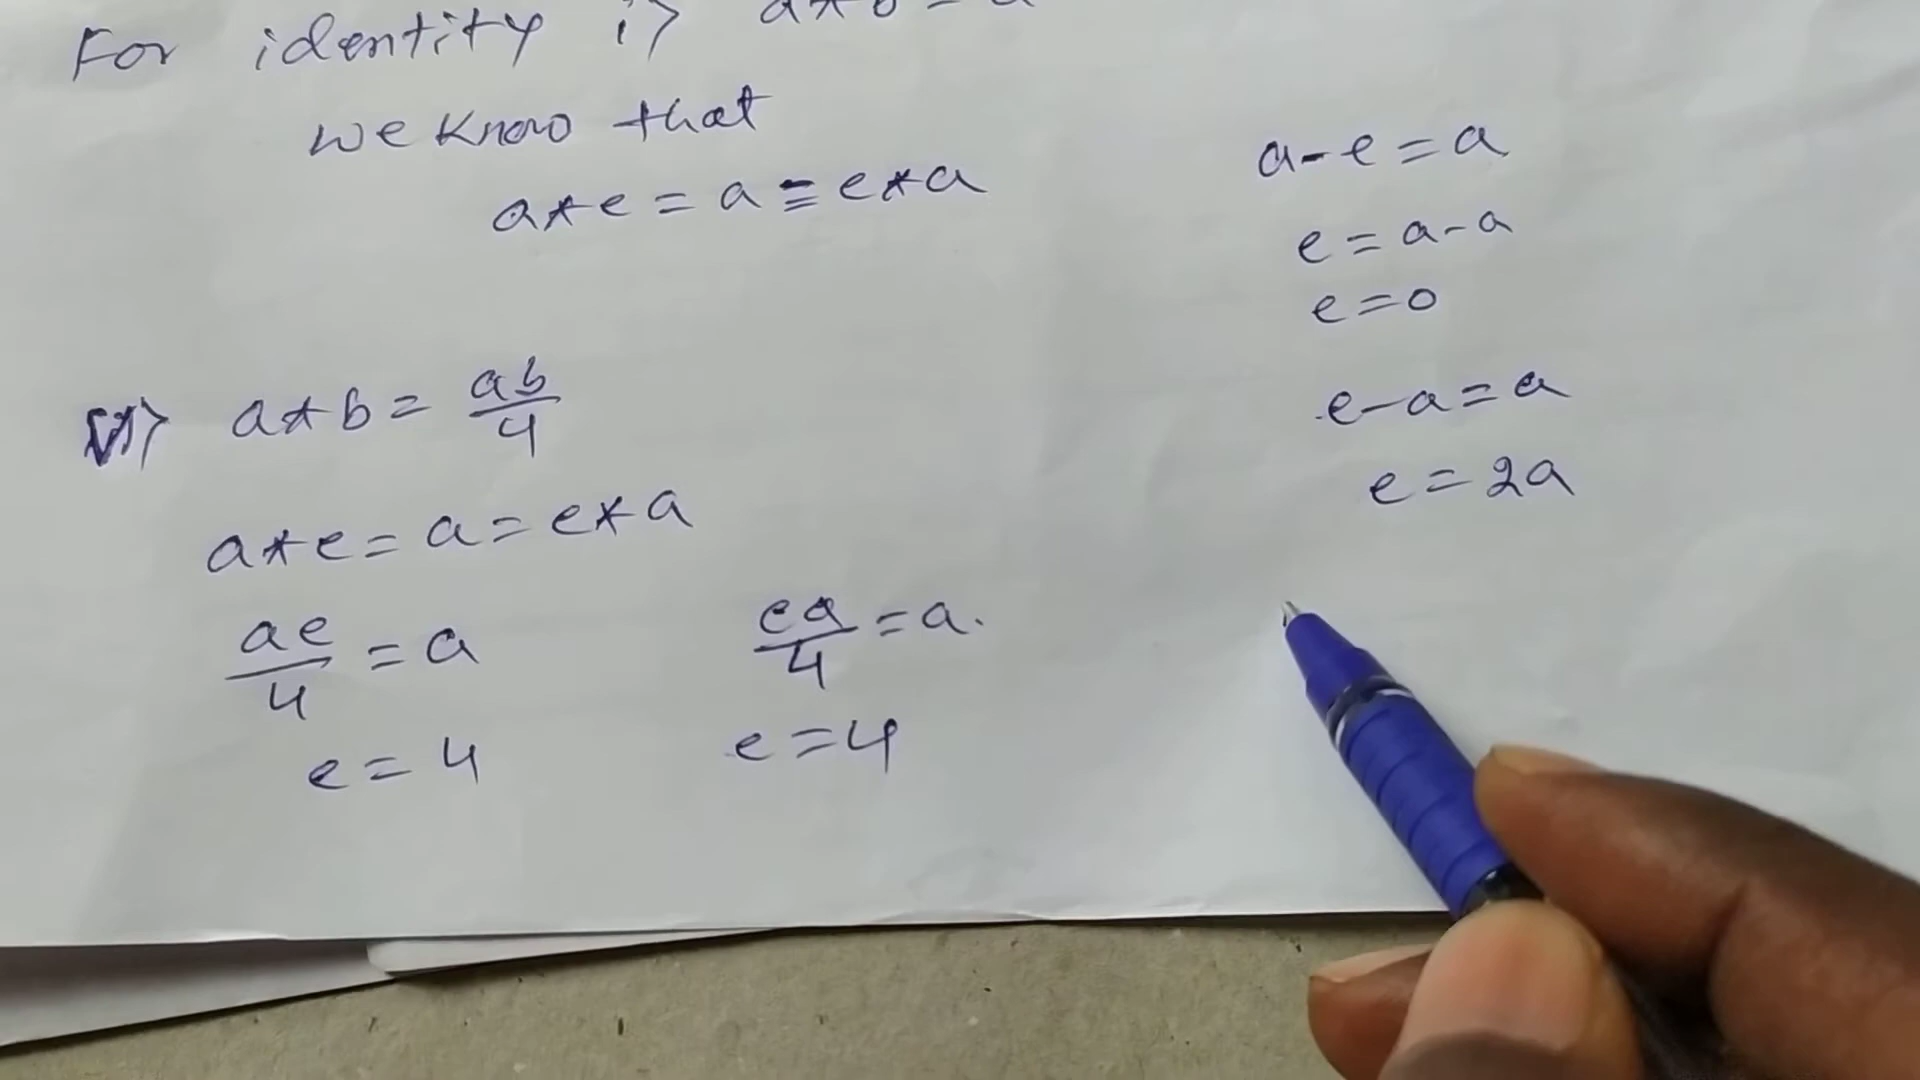 For identity i> a*b =
we know that
a*e = a = e*a
a*b = ab/4
a*e = a = e*a
ae/4 = a
ea/4 = a.
e = 4
e = 4
a-e = a
e = a-a
e = 0
e-a = a
e = 2a